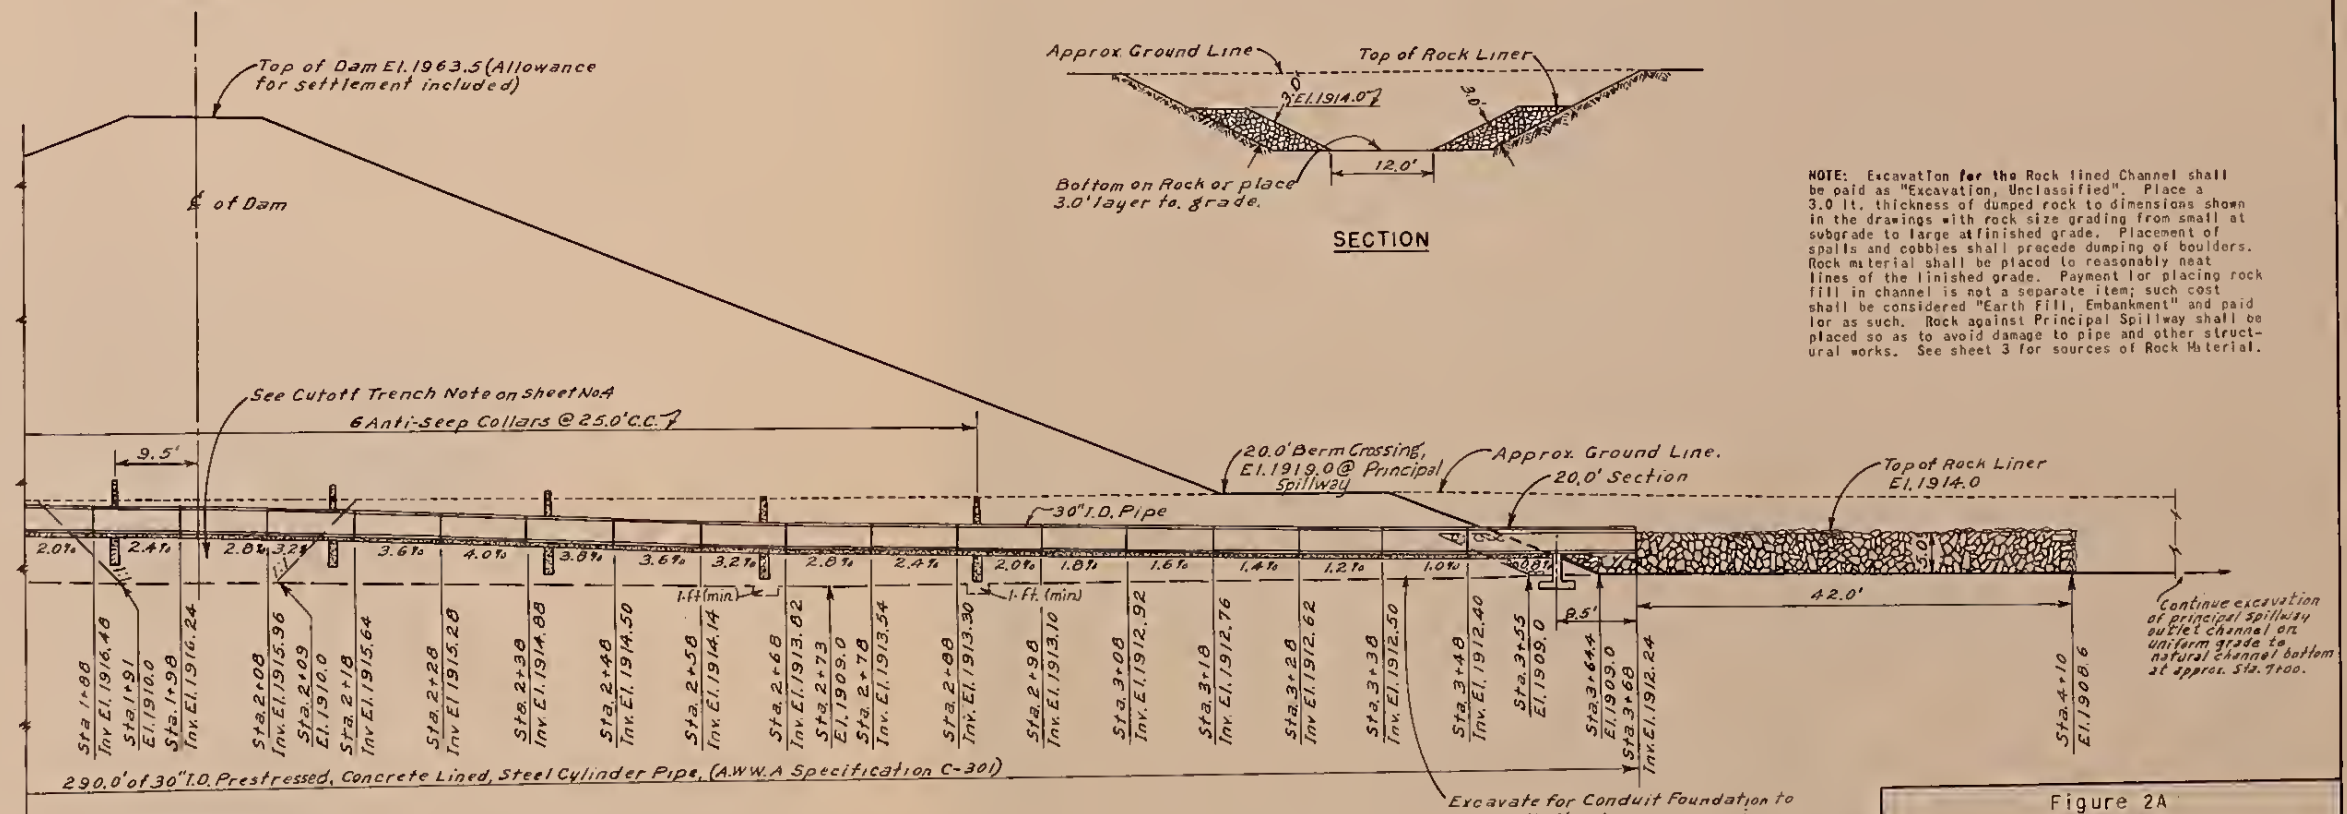 Top of Dam El.1963.5 (Allowance
for settlement included)
℄ of Dam
Approx. Ground Line
Top of Rock Liner
3.0'
El.1914.0
3.0'
12.0'
Bottom on Rock or place
3.0' layer to. grade.
SECTION
NOTE: Excavation for the Rock lined Channel shall
be paid as "Excavation, Unclassified". Place a
3.0 ft. thickness of dumped rock to dimensions shown
in the drawings with rock size grading from small at
subgrade to large at finished grade. Placement of
spalls and cobbles shall precede dumping of boulders.
Rock material shall be placed to reasonably neat
lines of the finished grade. Payment for placing rock
fill in channel is not a separate item; such cost
shall be considered "Earth Fill, Embankment" and paid
for as such. Rock against Principal Spillway shall be
placed so as to avoid damage to pipe and other struct-
ural works. See sheet 3 for sources of Rock Material.
See Cutoff Trench Note on Sheet No.4
6 Anti-Seep Collars @ 25.0' C.C.
9.5'
20.0' Berm Crossing,
El.1919.0 @ Principal
Spillway
Approx. Ground Line.
20.0' Section
Top of Rock Liner
El.1914.0
30" I.D. Pipe
2.0% 2.4% 2.8% 3.2% 3.6% 4.0% 3.8% 3.6% 3.2% 2.8% 2.4% 2.0% 1.8% 1.6% 1.4% 1.2% 1.0% 0.8%
1:1
1:1
5.0'
1-ft (min)
1-ft. (min)
9.5'
42.0'
Sta 1+88
Inv El.1916.48
Sta.1+91
El.1910.0
Sta.1+98
Inv.El.1916.24
Sta.2+08
Inv.El.1915.96
Sta.2+09
El.1910.0
Sta 2+18
Inv El.1915.64
Sta.2+28
Inv El 1915.28
Sta.2+38
Inv.El.1914.88
Sta.2+48
Inv.El.1914.50
Sta.2+58
Inv.El.1914.14
Sta.2+68
Inv.El.1913.82
Sta.2+73
El.1909.0
Sta.2+78
Inv.El.1913.54
Sta.2+88
Inv.El.1913.30
Sta.2+98
Inv.El.1913.10
Sta.3+08
Inv.El.1912.92
Sta.3+18
Inv.El.1912.76
Sta.3+28
Inv.El.1912.62
Sta.3+38
Inv.El.1912.50
Sta.3+48
Inv.El.1912.40
Sta.3+55
El.1909.0
Sta.3+64.4
El.1909.0
Sta.3+68
Inv.El.1912.24
Sta.4+10
El.1908.6
Continue excavation
of principal spillway
outlet channel on
uniform grade to
natural channel bottom
at approx. Sta. 7+00.
290.0' of 30" I.D. Prestressed, Concrete Lined, Steel Cylinder Pipe, (A.W.W.A Specification C-301)
Excavate for Conduit Foundation to
Figure 2A